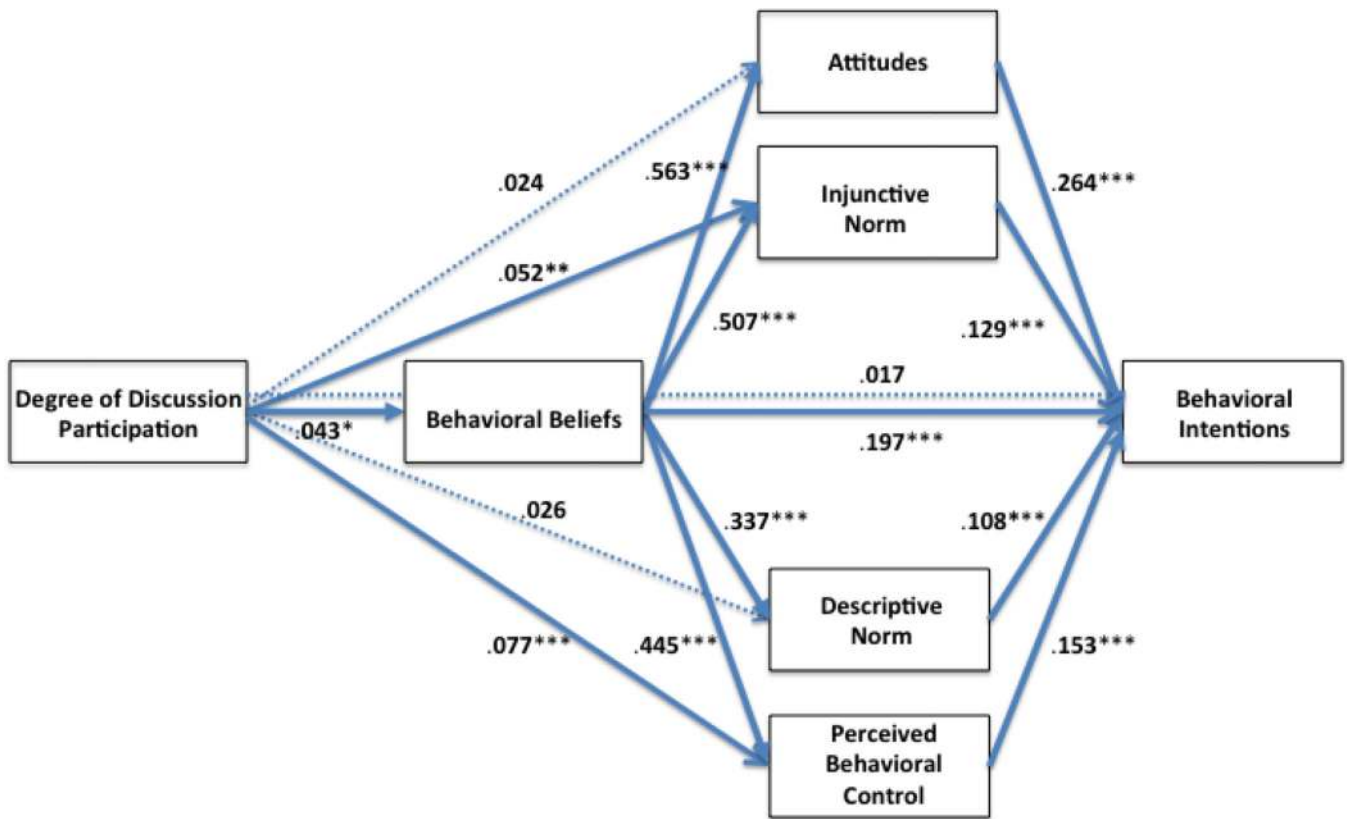 Attitudes
.024
.563***
.264***
Injunctive
Norm
.052**
.507***
.129***
Degree of Discussion
Participation
.043*
Behavioral Beliefs
.017
.197***
Behavioral
Intentions
.026
.337***
.108***
Descriptive
Norm
.077***
.445***
.153***
Perceived
Behavioral
Control